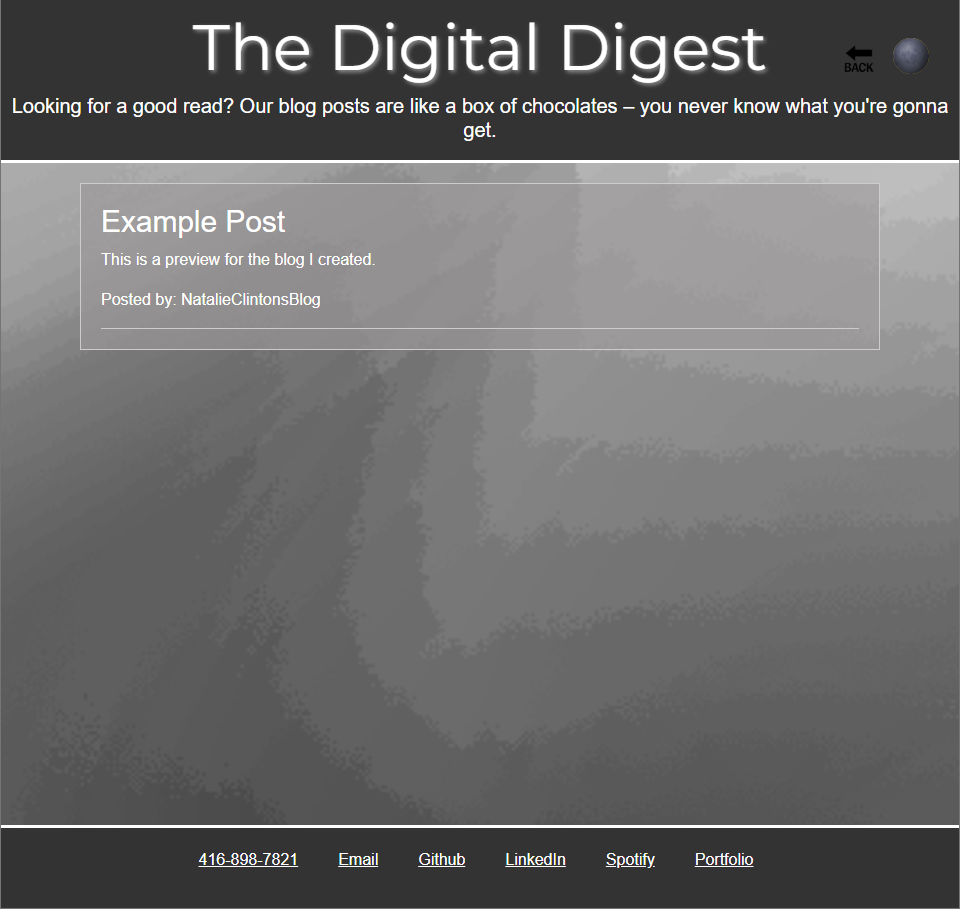 The Digital Digest
BACK
Looking for a good read? Our blog posts are like a box of chocolates – you never know what you're gonna
get.
Example Post
This is a preview for the blog I created.
Posted by: NatalieClintonsBlog
416-898-7821 Email Github LinkedIn Spotify Portfolio